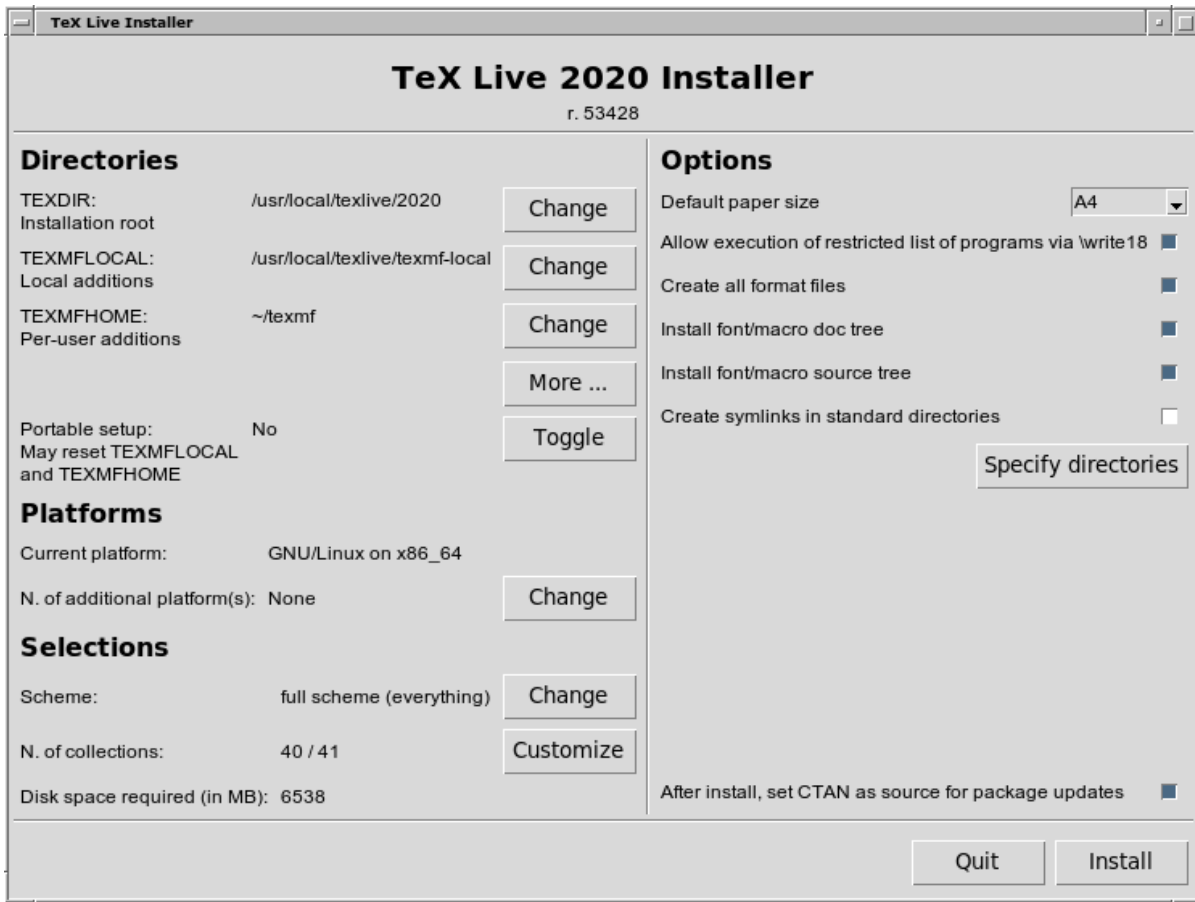 TeX Live Installer
TeX Live 2020 Installer
r. 53428
Directories
TEXDIR: /usr/local/texlive/2020 Change
Installation root
TEXMFLOCAL: /usr/local/texlive/texmf-local Change
Local additions
TEXMFHOME: ~/texmf Change
Per-user additions
More ...
Portable setup: No Toggle
May reset TEXMFLOCAL
and TEXMFHOME
Platforms
Current platform: GNU/Linux on x86_64
N. of additional platform(s): None Change
Selections
Scheme: full scheme (everything) Change
N. of collections: 40 / 41 Customize
Disk space required (in MB): 6538
Options
Default paper size A4
Allow execution of restricted list of programs via \write18
Create all format files
Install font/macro doc tree
Install font/macro source tree
Create symlinks in standard directories
Specify directories
After install, set CTAN as source for package updates
Quit Install